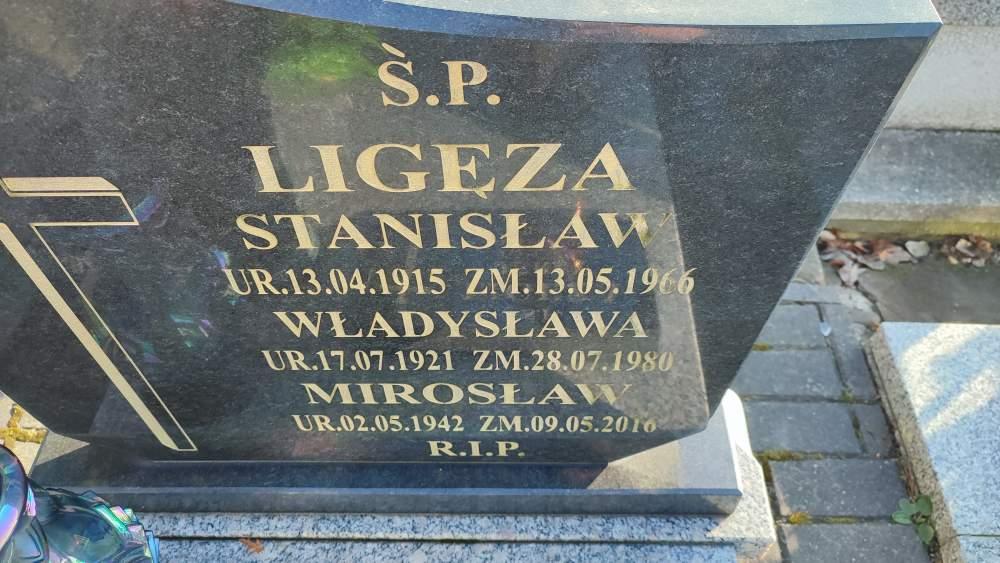 Ś.P.
LIGĘZA
STANISŁAW
UR.13.04.1915 ZM.13.05.1966
WŁADYSŁAWA
UR.17.07.1921 ZM.28.07.1980
MIROSŁAW
UR.02.05.1942 ZM.09.05.2016
R.I.P.